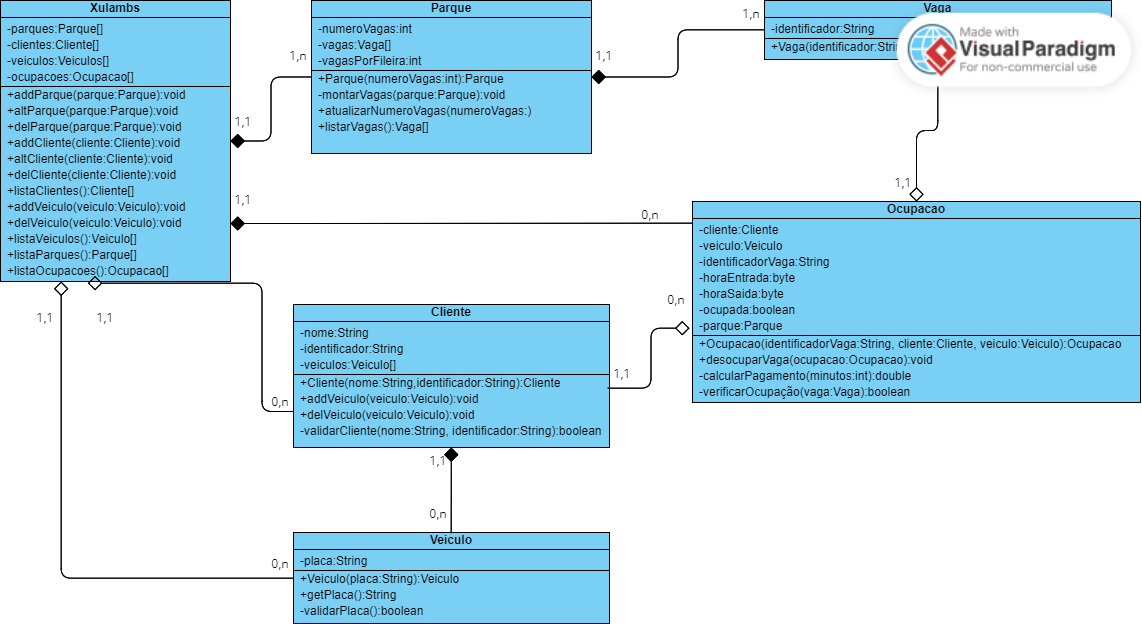 Xulambs
-parques:Parque[]
-clientes:Cliente[]
-veiculos:Veiculos[]
-ocupacoes:Ocupacao[]
+addParque(parque:Parque):void
+altParque(parque:Parque):void
+delParque(parque:Parque):void
+addCliente(cliente:Cliente):void
+altCliente(cliente:Cliente):void
+delCliente(cliente:Cliente):void
+listaClientes():Cliente[]
+addVeiculo(veiculo:Veiculo):void
+delVeiculo(veiculo:Veiculo):void
+listaVeiculos():Veiculo[]
+listaParques():Parque[]
+listaOcupacoes():Ocupacao[]
1,1
1,n
Parque
-numeroVagas:int
-vagas:Vaga[]
-vagasPorFileira:int
+Parque(numeroVagas:int):Parque
-montarVagas(parque:Parque):void
+atualizarNumeroVagas(numeroVagas:)
+listarVagas():Vaga[]
1,1
1,n
Vaga
-identificador:String
+Vaga(identificador:Strin
Made with
VisualParadigm
For non-commercial use
1,1
1,1
0,n
Ocupacao
-cliente:Cliente
-veiculo:Veiculo
-identificadorVaga:String
-horaEntrada:byte
-horaSaida:byte
-ocupada:boolean
-parque:Parque
+Ocupacao(identificadorVaga:String, cliente:Cliente, veiculo:Veiculo):Ocupacao
+desocuparVaga(ocupacao:Ocupacao):void
-calcularPagamento(minutos:int):double
-verificarOcupação(vaga:Vaga):boolean
0,n
1,1
1,1
1,1
0,n
Cliente
-nome:String
-identificador:String
-veiculos:Veiculo[]
+Cliente(nome:String,identificador:String):Cliente
+addVeiculo(veiculo:Veiculo):void
+delVeiculo(veiculo:Veiculo):void
-validarCliente(nome:String, identificador:String):boolean
1,1
0,n
0,n
Veiculo
-placa:String
+Veiculo(placa:String):Veiculo
+getPlaca():String
-validarPlaca():boolean